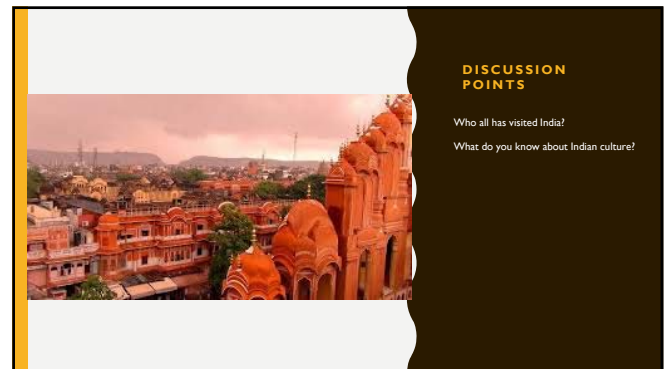 DISCUSSION
POINTS
Who all has visited India?
What do you know about Indian culture?